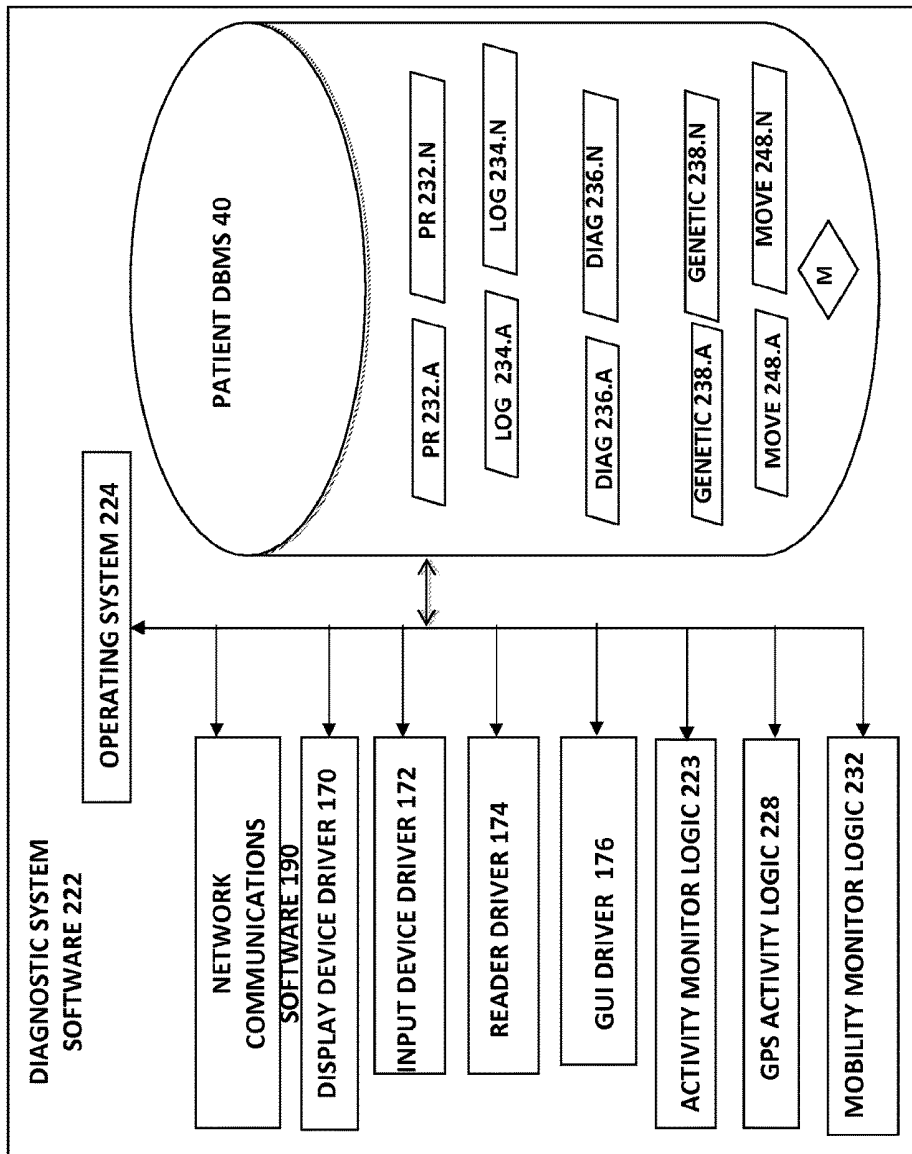 DIAGNOSTIC SYSTEM
SOFTWARE 222
OPERATING SYSTEM 224
NETWORK
COMMUNICATIONS
SOFTWARE 190
DISPLAY DEVICE DRIVER 170
INPUT DEVICE DRIVER 172
READER DRIVER 174
GUI DRIVER 176
ACTIVITY MONITOR LOGIC 223
GPS ACTIVITY LOGIC 228
MOBILITY MONITOR LOGIC 232
PATIENT DBMS 40
PR 232.A
PR 232.N
LOG 234.A
LOG 234.N
DIAG 236.A
DIAG 236.N
GENETIC 238.A
GENETIC 238.N
MOVE 248.A
MOVE 248.N
M